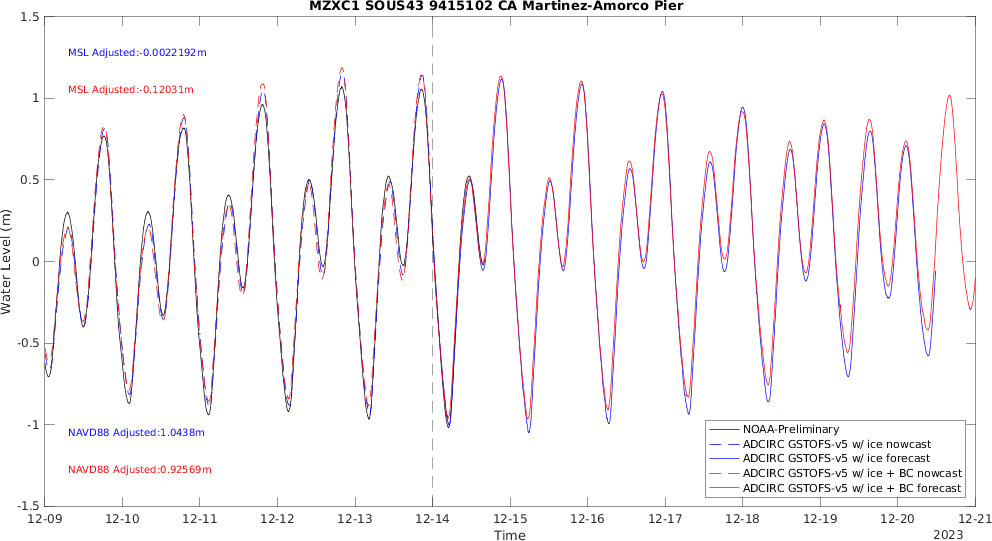 MZXC1 SOUS43 9415102 CA Martinez-Amorco Pier
1.5
MSL Adjusted:-0.0022192m
MSL Adjusted:-0.12031m
1
0.5
0
-0.5
-1
-1.5
Water Level (m)
NAVD88 Adjusted:1.0438m
NAVD88 Adjusted:0.92569m
NOAA-Preliminary
ADCIRC GSTOFS-v5 w/ ice nowcast
ADCIRC GSTOFS-v5 w/ ice forecast
ADCIRC GSTOFS-v5 w/ ice + BC nowcast
ADCIRC GSTOFS-v5 w/ ice + BC forecast
12-09 12-10 12-11 12-12 12-13 12-14 12-15 12-16 12-17 12-18 12-19 12-20 12-21
Time
2023